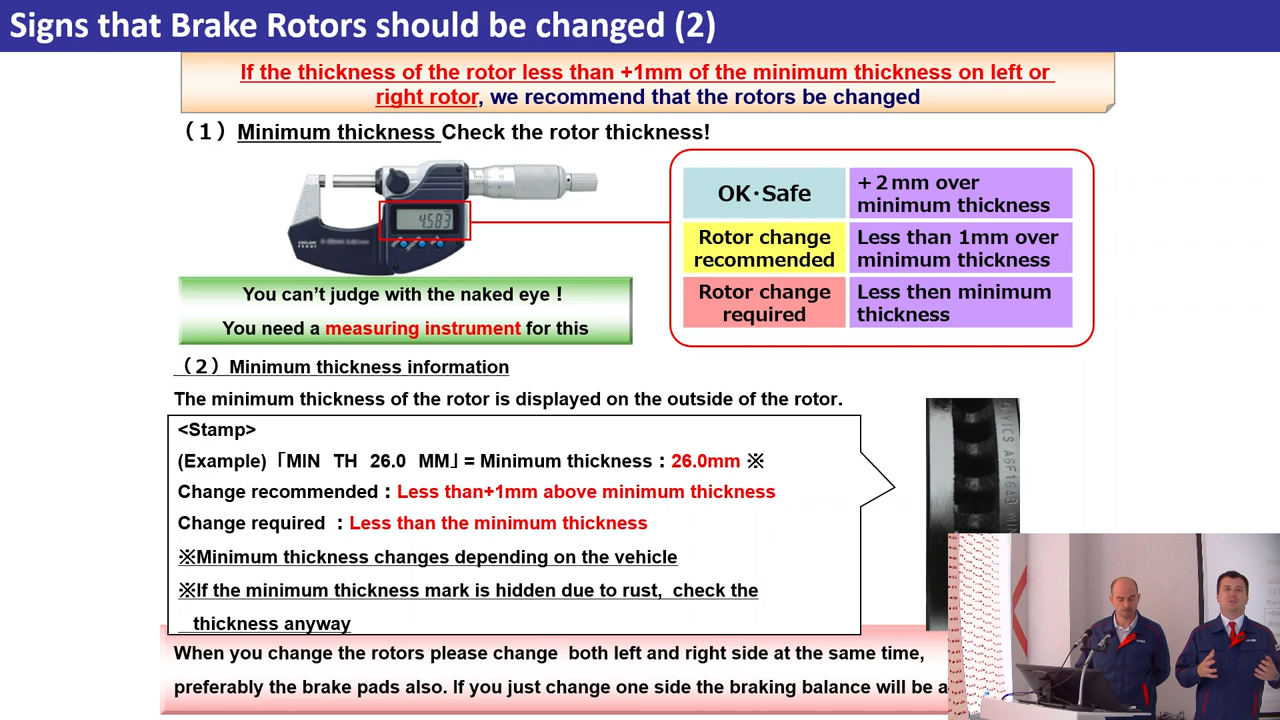 Signs that Brake Rotors should be changed (2)
If the thickness of the rotor less than +1mm of the minimum thickness on left or
right rotor, we recommend that the rotors be changed
（1）Minimum thickness Check the rotor thickness!
4.583
COOLANT
PROOF
OK･Safe
＋2mm over
minimum thickness
Rotor change
recommended
Less than 1mm over
minimum thickness
Rotor change
required
Less then minimum
thickness
You can't judge with the naked eye！
You need a measuring instrument for this
（2）Minimum thickness information
The minimum thickness of the rotor is displayed on the outside of the rotor.
<Stamp>
(Example)「MIN TH 26.0 MM」= Minimum thickness：26.0mm ※
Change recommended：Less than+1mm above minimum thickness
Change required ：Less than the minimum thickness
※Minimum thickness changes depending on the vehicle
※If the minimum thickness mark is hidden due to rust, check the
thickness anyway
When you change the rotors please change both left and right side at the same time,
preferably the brake pads also. If you just change one side the braking balance will be a